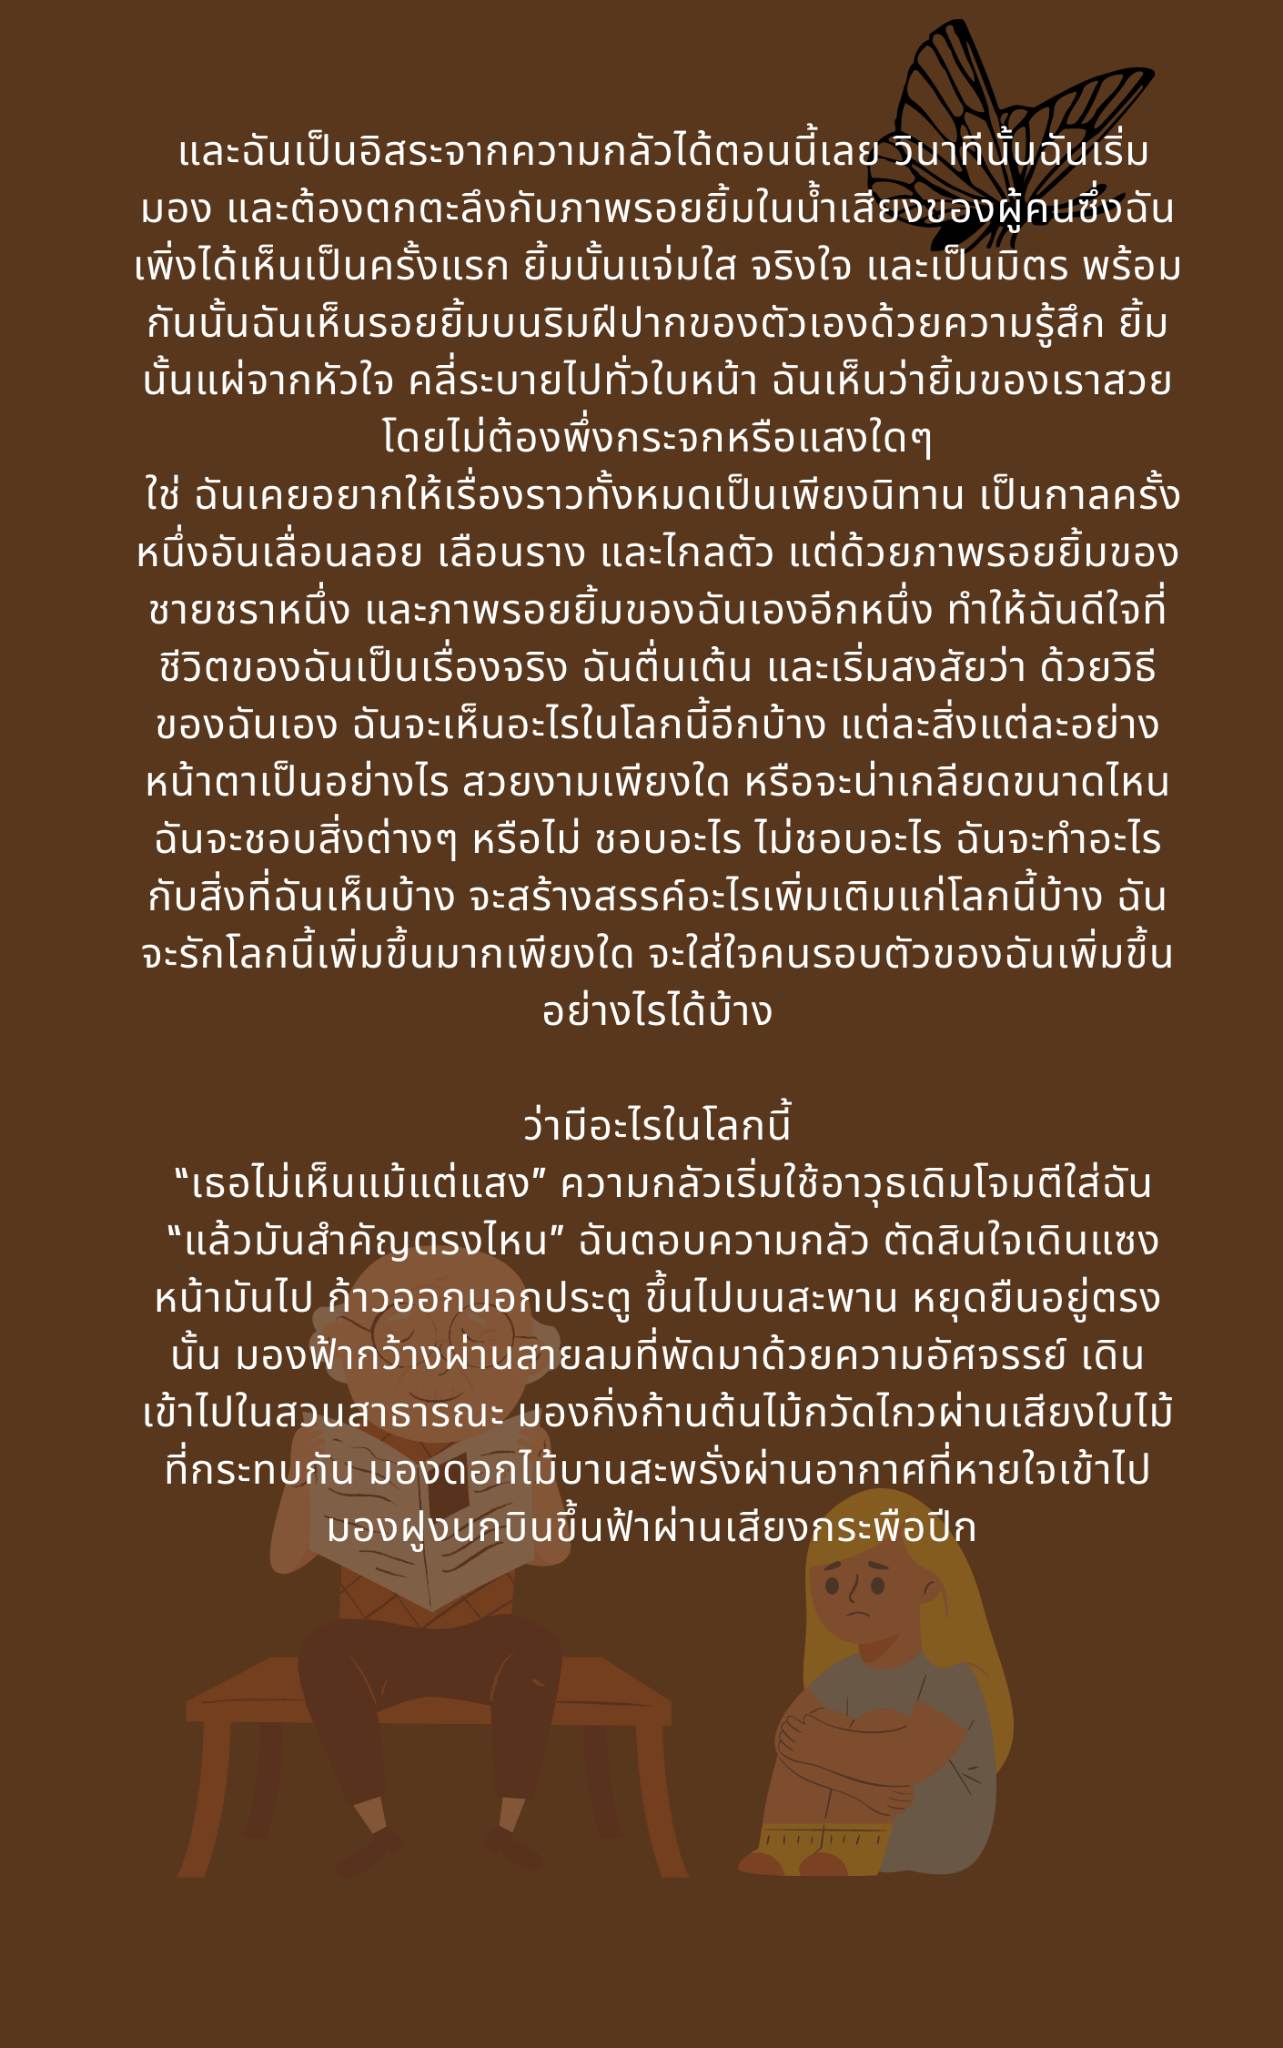 และฉันเป็นอิสระจากความกลัวได้ตอนนี้เลย วินาทีนั้นฉันเริ่ม
มอง และต้องตกตะลึงกับภาพรอยยิ้มในน้ำเสียงของผู้คนซึ่งฉัน
เพิ่งได้เห็นเป็นครั้งแรก ยิ้มนั้นแจ่มใส จริงใจ และเป็นมิตร พร้อม
กันนั้นฉันเห็นรอยยิ้มบนริมฝีปากของตัวเองด้วยความรู้สึก ยิ้ม
นั้นแผ่จากหัวใจ คลี่ระบายไปทั่วใบหน้า ฉันเห็นว่ายิ้มของเราสวย
โดยไม่ต้องพึ่งกระจกหรือแสงใดๆ
ใช่ ฉันเคยอยากให้เรื่องราวทั้งหมดเป็นเพียงนิทาน เป็นกาลครั้ง
หนึ่งอันเลื่อนลอย เลือนราง และไกลตัว แต่ด้วยภาพรอยยิ้มของ
ชายชราหนึ่ง และภาพรอยยิ้มของฉันเองอีกหนึ่ง ทำให้ฉันดีใจที่
ชีวิตของฉันเป็นเรื่องจริง ฉันตื่นเต้น และเริ่มสงสัยว่า ด้วยวิธี
ของฉันเอง ฉันจะเห็นอะไรในโลกนี้อีกบ้าง แต่ละสิ่งแต่ละอย่าง
หน้าตาเป็นอย่างไร สวยงามเพียงใด หรือจะน่าเกลียดขนาดไหน
ฉันจะชอบสิ่งต่างๆ หรือไม่ ชอบอะไร ไม่ชอบอะไร ฉันจะทำอะไร
กับสิ่งที่ฉันเห็นบ้าง จะสร้างสรรค์อะไรเพิ่มเติมแก่โลกนี้บ้าง ฉัน
จะรักโลกนี้เพิ่มขึ้นมากเพียงใด จะใส่ใจคนรอบตัวของฉันเพิ่มขึ้น
อย่างไรได้บ้าง
ว่ามีอะไรในโลกนี้
“เธอไม่เห็นแม้แต่แสง” ความกลัวเริ่มใช้อาวุธเดิมโจมตีใส่ฉัน
“แล้วมันสำคัญตรงไหน” ฉันตอบความกลัว ตัดสินใจเดินแซง
หน้ามันไป ก้าวออกนอกประตู ขึ้นไปบนสะพาน หยุดยืนอยู่ตรง
นั้น มองฟ้ากว้างผ่านสายลมที่พัดมาด้วยความอัศจรรย์ เดิน
เข้าไปในสวนสาธารณะ มองกิ่งก้านต้นไม้กวัดไกวผ่านเสียงใบไม้
ที่กระทบกัน มองดอกไม้บานสะพรั่งผ่านอากาศที่หายใจเข้าไป
มองฝูงนกบินขึ้นฟ้าผ่านเสียงกระพือปีก